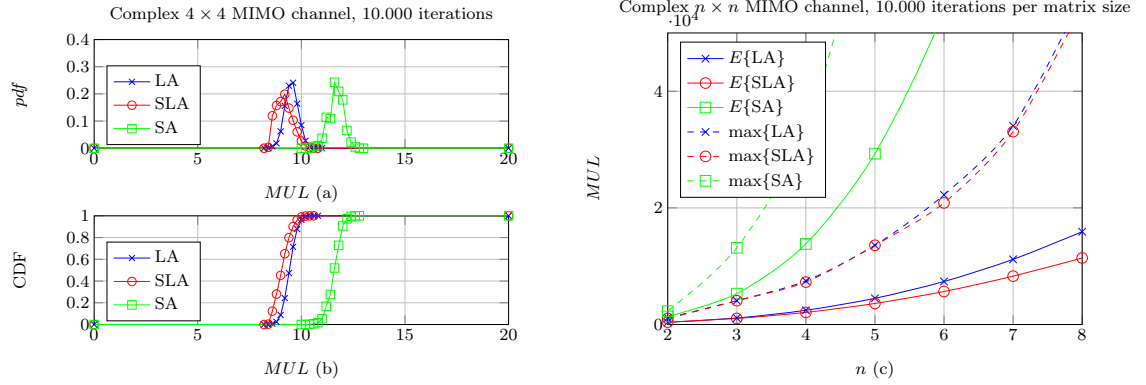 Complex 4 × 4 MIMO channel, 10.000 iterations
0.4
0.3
0.2
0.1
0
pdf
LA
SLA
SA
0 5 10 15 20
MUL (a)
1
0.8
0.6
0.4
0.2
0
CDF
LA
SLA
SA
0 5 10 15 20
MUL (b)
Complex n × n MIMO channel, 10.000 iterations per matrix size
·10⁴
4
2
0
MUL
E{LA}
E{SLA}
E{SA}
max{LA}
max{SLA}
max{SA}
2 3 4 5 6 7 8
n (c)